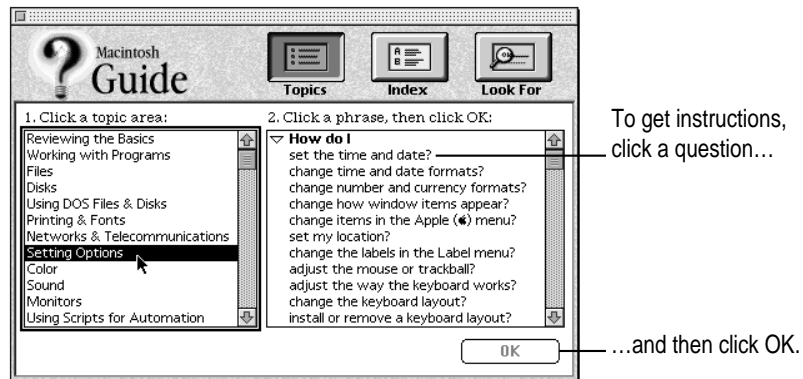 Macintosh
Guide
Topics
Index
Look For
1. Click a topic area:
Reviewing the Basics
Working with Programs
Files
Disks
Using DOS Files & Disks
Printing & Fonts
Networks & Telecommunications
Setting Options
Color
Sound
Monitors
Using Scripts for Automation
2. Click a phrase, then click OK:
How do I
set the time and date?
change time and date formats?
change number and currency formats?
change how window items appear?
change items in the Apple () menu?
set my location?
change the labels in the Label menu?
adjust the mouse or trackball?
adjust the way the keyboard works?
change the keyboard layout?
install or remove a keyboard layout?
OK
To get instructions,
click a question…
…and then click OK.